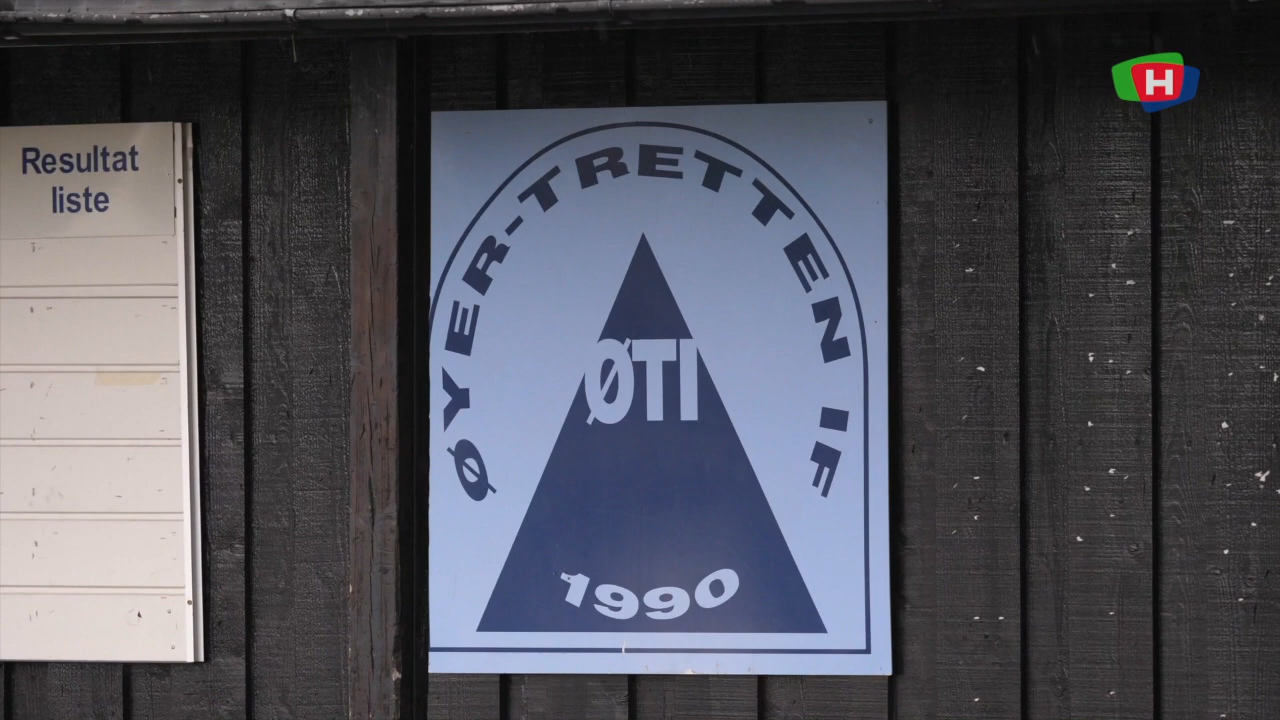 Resultat
liste
ØYER-TRETTEN IF
ØTI
1990
H